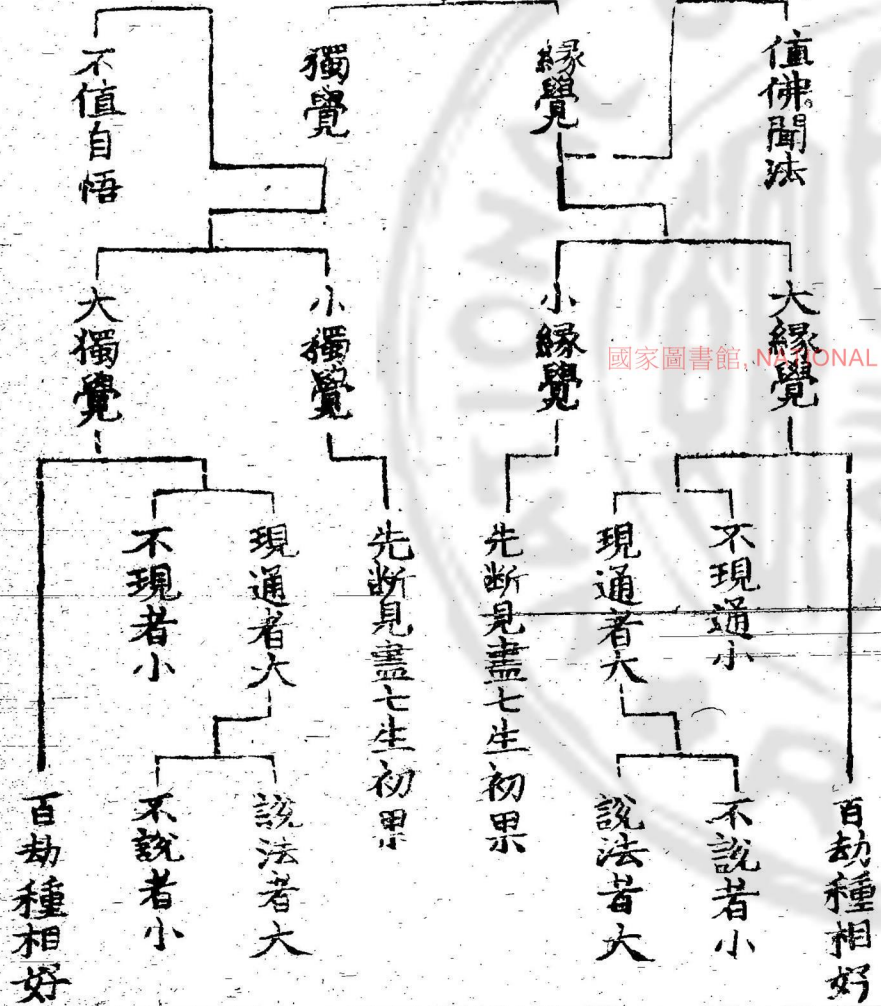 值佛聞法
緣覺
獨覺
不值自悟
大緣覺
小緣覺
小獨覺
大獨覺
不現通小
現通者大
先斷見盡七生初果
先斷見盡七生初果
現通者大
不現者小
百劫種相好
不說者小
說法者大
說法者大
不說者小
百劫種相好
國家圖書館, NATIONAL